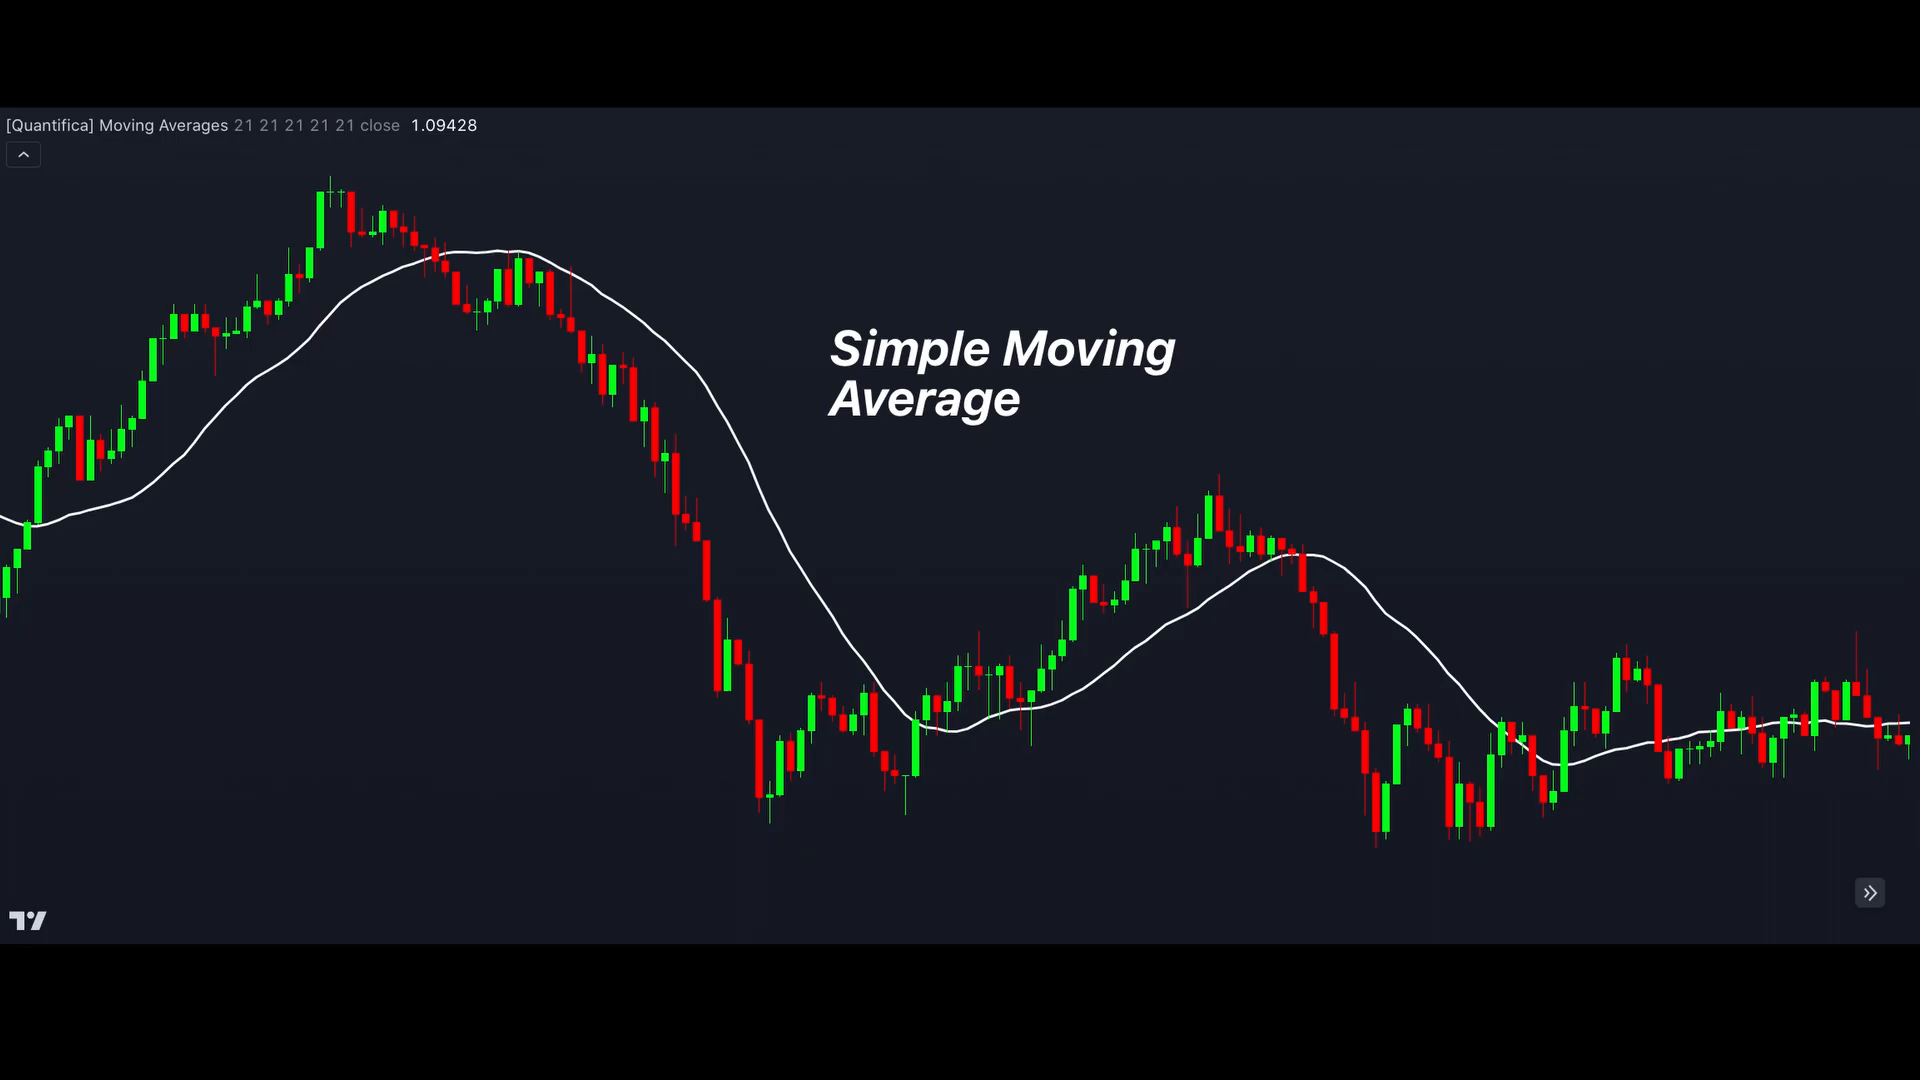 [Quantifica] Moving Averages 21 21 21 21 21 close 1.09428
Simple Moving
Average